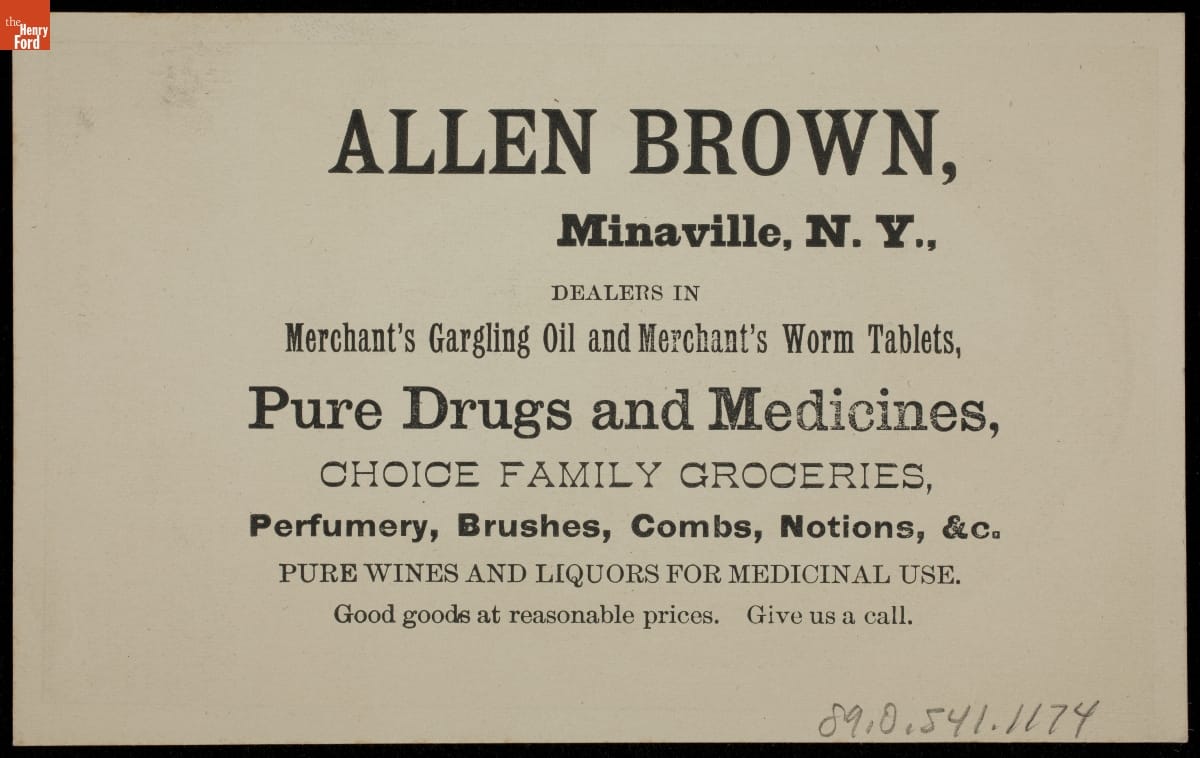 the
Henry
Ford
ALLEN BROWN,
Minaville, N. Y.,
DEALERS IN
Merchant's Gargling Oil and Merchant's Worm Tablets,
Pure Drugs and Medicines,
CHOICE FAMILY GROCERIES,
Perfumery, Brushes, Combs, Notions, &c.
PURE WINES AND LIQUORS FOR MEDICINAL USE.
Good goods at reasonable prices. Give us a call.
89.0.541.1174